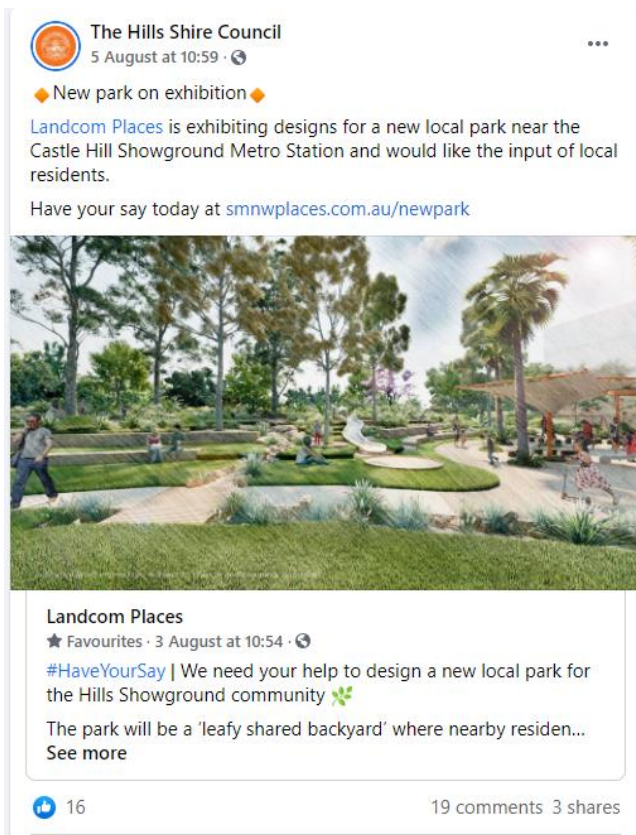 The Hills Shire Council
5 August at 10:59 ·
🔶New park on exhibition🔶
Landcom Places is exhibiting designs for a new local park near the
Castle Hill Showground Metro Station and would like the input of local
residents.
Have your say today at smnwplaces.com.au/newpark
Landcom Places
★ Favourites · 3 August at 10:54 ·
#HaveYourSay | We need your help to design a new local park for
the Hills Showground community 🌿
The park will be a ‘leafy shared backyard’ where nearby residen...
See more
16
19 comments 3 shares